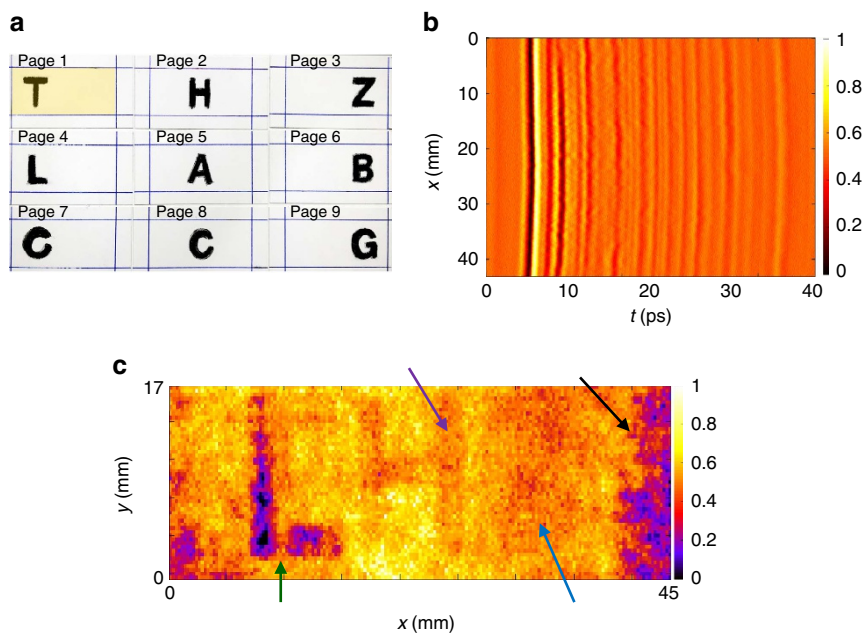 a
Page 1 Page 2 Page 3
T H Z
Page 4 Page 5 Page 6
L A B
Page 7 Page 8 Page 9
C C G
b
0
10
20
30
40
x (mm)
0 10 20 30 40
t (ps)
1
0.8
0.6
0.4
0.2
0
c
17
0
y (mm)
0 45
x (mm)
1
0.8
0.6
0.4
0.2
0